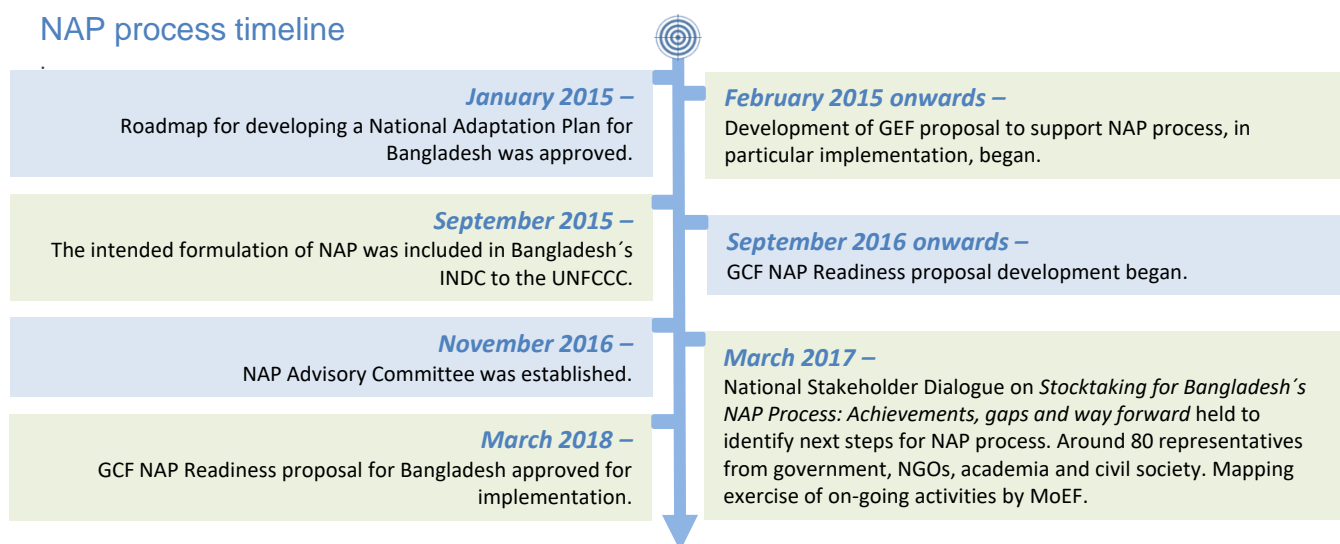 NAP process timeline
.
January 2015 –
Roadmap for developing a National Adaptation Plan for
Bangladesh was approved.
February 2015 onwards –
Development of GEF proposal to support NAP process, in
particular implementation, began.
September 2015 –
The intended formulation of NAP was included in Bangladesh´s
INDC to the UNFCCC.
September 2016 onwards –
GCF NAP Readiness proposal development began.
November 2016 –
NAP Advisory Committee was established.
March 2017 –
National Stakeholder Dialogue on Stocktaking for Bangladesh´s
NAP Process: Achievements, gaps and way forward held to
identify next steps for NAP process. Around 80 representatives
from government, NGOs, academia and civil society. Mapping
exercise of on-going activities by MoEF.
March 2018 –
GCF NAP Readiness proposal for Bangladesh approved for
implementation.